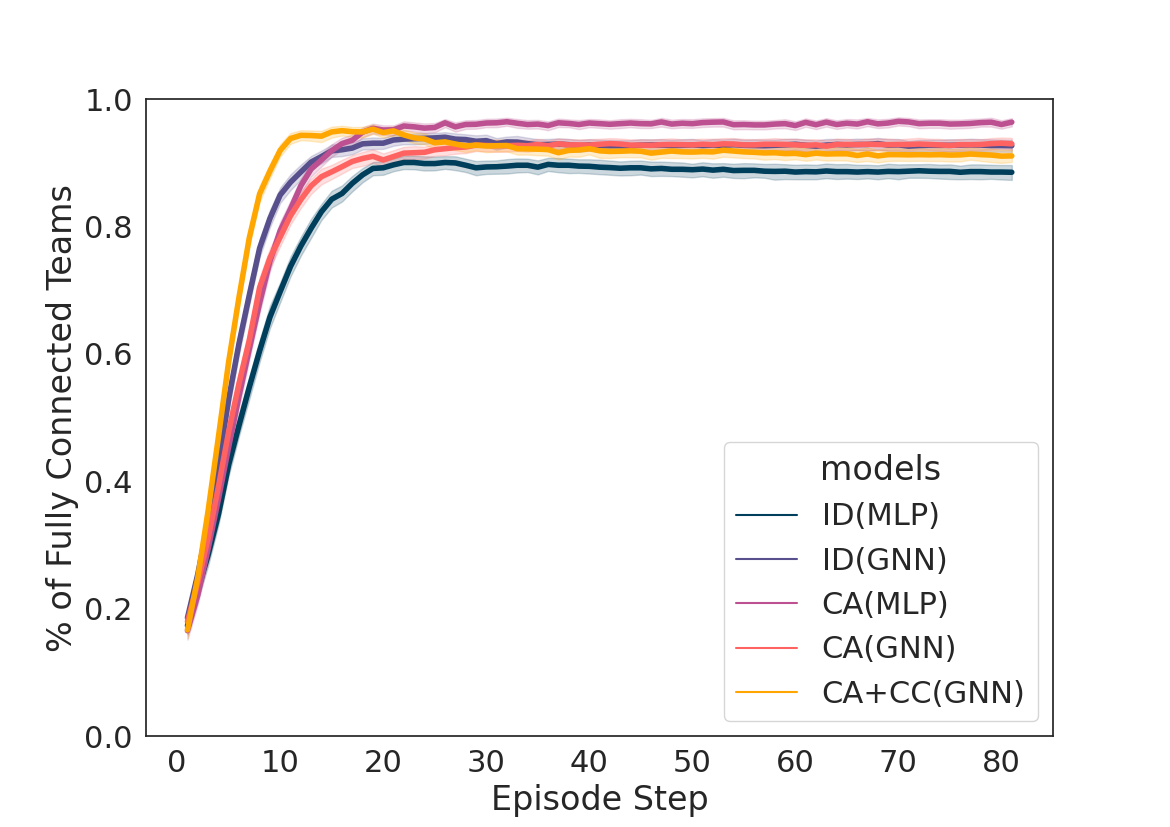 1.0
0.8
0.6
0.4
0.2
0.0
% of Fully Connected Teams
models
ID(MLP)
ID(GNN)
CA(MLP)
CA(GNN)
CA+CC(GNN)
0 10 20 30 40 50 60 70 80
Episode Step